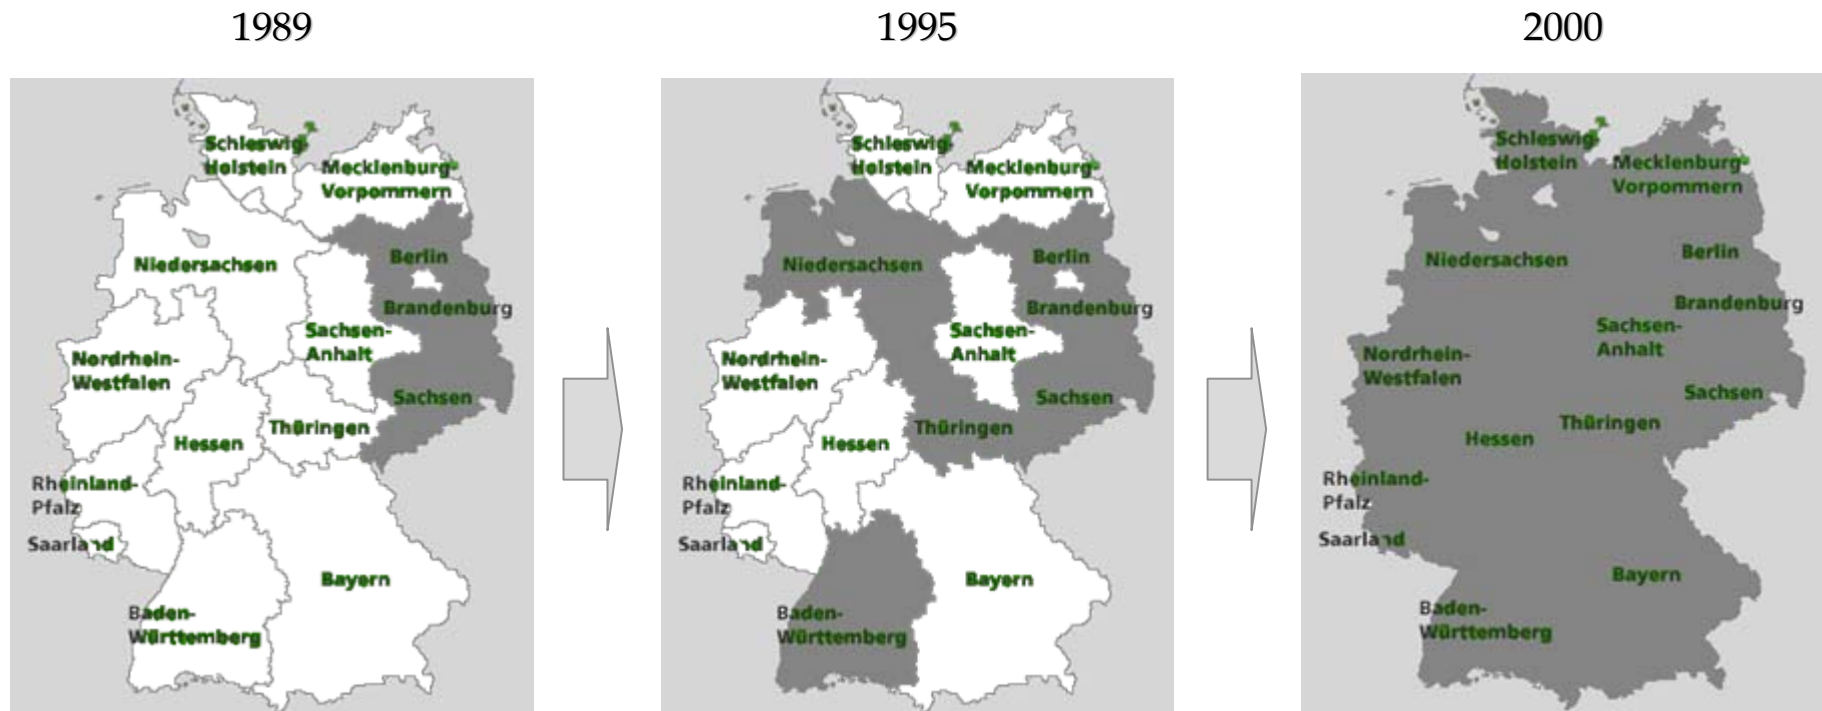 1989
1995
2000
Schleswig-
Holstein
Mecklenburg-
Vorpommern
Niedersachsen
Berlin
Brandenburg
Sachsen-
Anhalt
Nordrhein-
Westfalen
Sachsen
Thüringen
Hessen
Rheinland-
Pfalz
Saarland
Bayern
Baden-
Württemberg
Schleswig-
Holstein
Mecklenburg-
Vorpommern
Niedersachsen
Berlin
Brandenburg
Sachsen-
Anhalt
Nordrhein-
Westfalen
Sachsen
Thüringen
Hessen
Rheinland-
Pfalz
Saarland
Bayern
Baden-
Württemberg
Schleswig-
Holstein
Mecklenburg-
Vorpommern
Niedersachsen
Berlin
Brandenburg
Sachsen-
Anhalt
Nordrhein-
Westfalen
Sachsen
Thüringen
Hessen
Rheinland-
Pfalz
Saarland
Bayern
Baden-
Württemberg